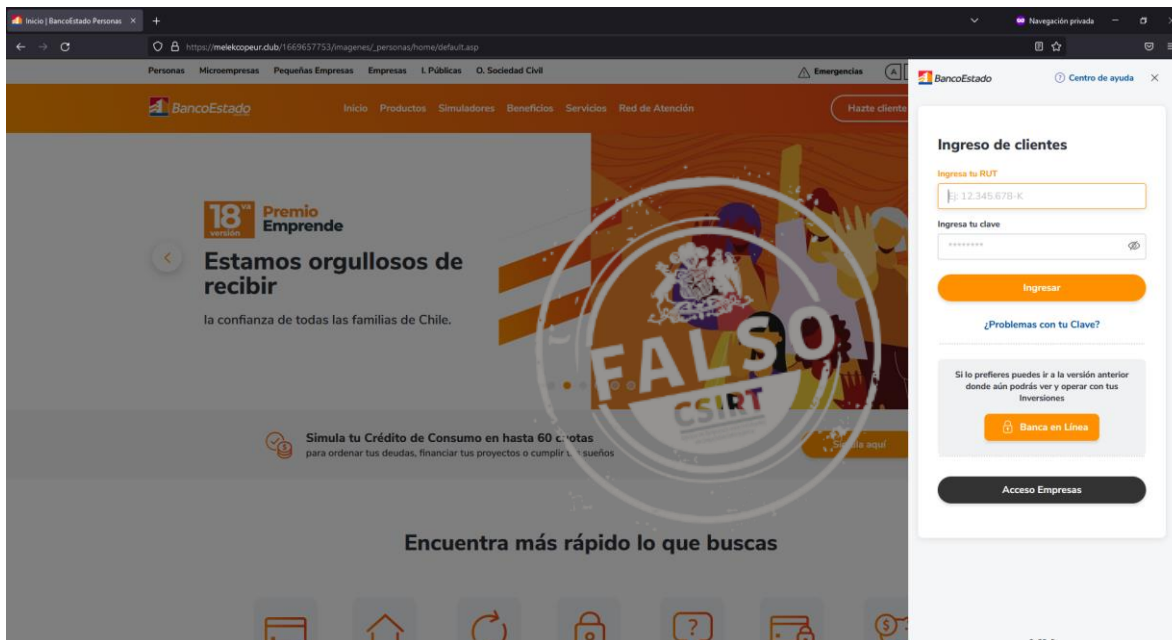 Inicio | BancoEstado Personas
Navegación privada
https://melekcopeur.club/1669657753/imagenes/_personas/home/default.asp
Personas Microempresas Pequeñas Empresas Empresas I. Públicas O. Sociedad Civil
Emergencias A
BancoEstado
Inicio Productos Simuladores Beneficios Servicios Red de Atención
Hazte cliente
18va versión
Premio Emprende
Estamos orgullosos de
recibir
la confianza de todas las familias de Chile.
FALSO
CSIRT
Simula tu Crédito de Consumo en hasta 60 cuotas
para ordenar tus deudas, financiar tus proyectos o cumplir tus sueños
Simula aquí
Encuentra más rápido lo que buscas
BancoEstado
Centro de ayuda
Ingreso de clientes
Ingresa tu RUT
Ej: 12.345.678-K
Ingresa tu clave
********
Ingresar
¿Problemas con tu Clave?
Si lo prefieres puedes ir a la versión anterior
donde aún podrás ver y operar con tus
Inversiones
Banca en Línea
Acceso Empresas